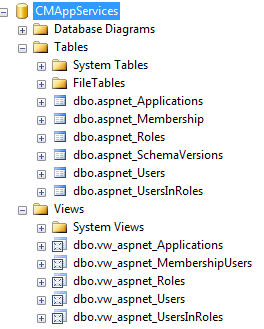 CMAppServices
Database Diagrams
Tables
System Tables
FileTables
dbo.aspnet_Applications
dbo.aspnet_Membership
dbo.aspnet_Roles
dbo.aspnet_SchemaVersions
dbo.aspnet_Users
dbo.aspnet_UsersInRoles
Views
System Views
dbo.vw_aspnet_Applications
dbo.vw_aspnet_MembershipUsers
dbo.vw_aspnet_Roles
dbo.vw_aspnet_Users
dbo.vw_aspnet_UsersInRoles